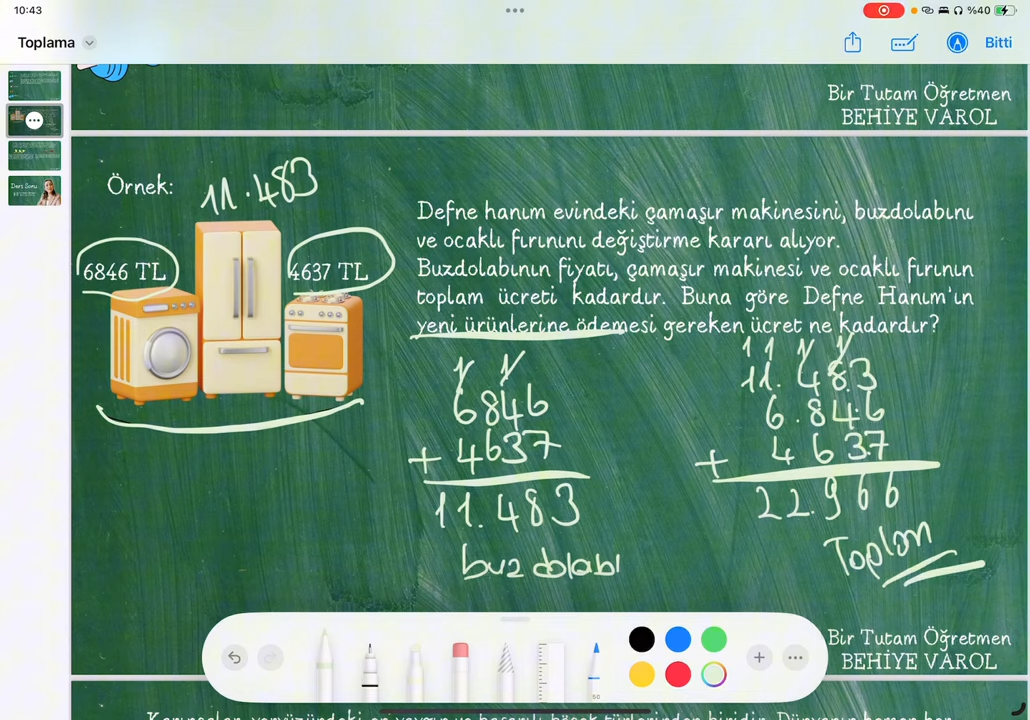 10:43
%40
Toplama
Bitti
Bir Tutam Öğretmen
BEHİYE VAROL
Örnek:
11.483
6846 TL
4637 TL
Defne hanım evindeki çamaşır makinesini, buzdolabını
ve ocaklı fırınını değiştirme kararı alıyor.
Buzdolabının fiyatı, çamaşır makinesi ve ocaklı fırının
toplam ücreti kadardır. Buna göre Defne Hanım'ın
yeni ürünlerine ödemesi gereken ücret ne kadardır?
1 1
6846
+ 4637
11.483
buzdolabı
1 1 1 1
11.483
6.846
+ 4637
22.966
Toplam
50
Bir Tutam Öğretmen
BEHİYE VAROL
Ders Sonu